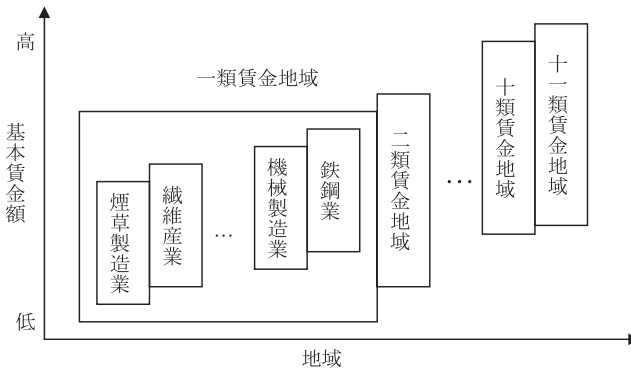 高
基本賃金額
低
一類賃金地域
煙草製造業
繊維産業
…
機械製造業
鉄鋼業
二類賃金地域
…
十類賃金地域
十一類賃金地域
地域